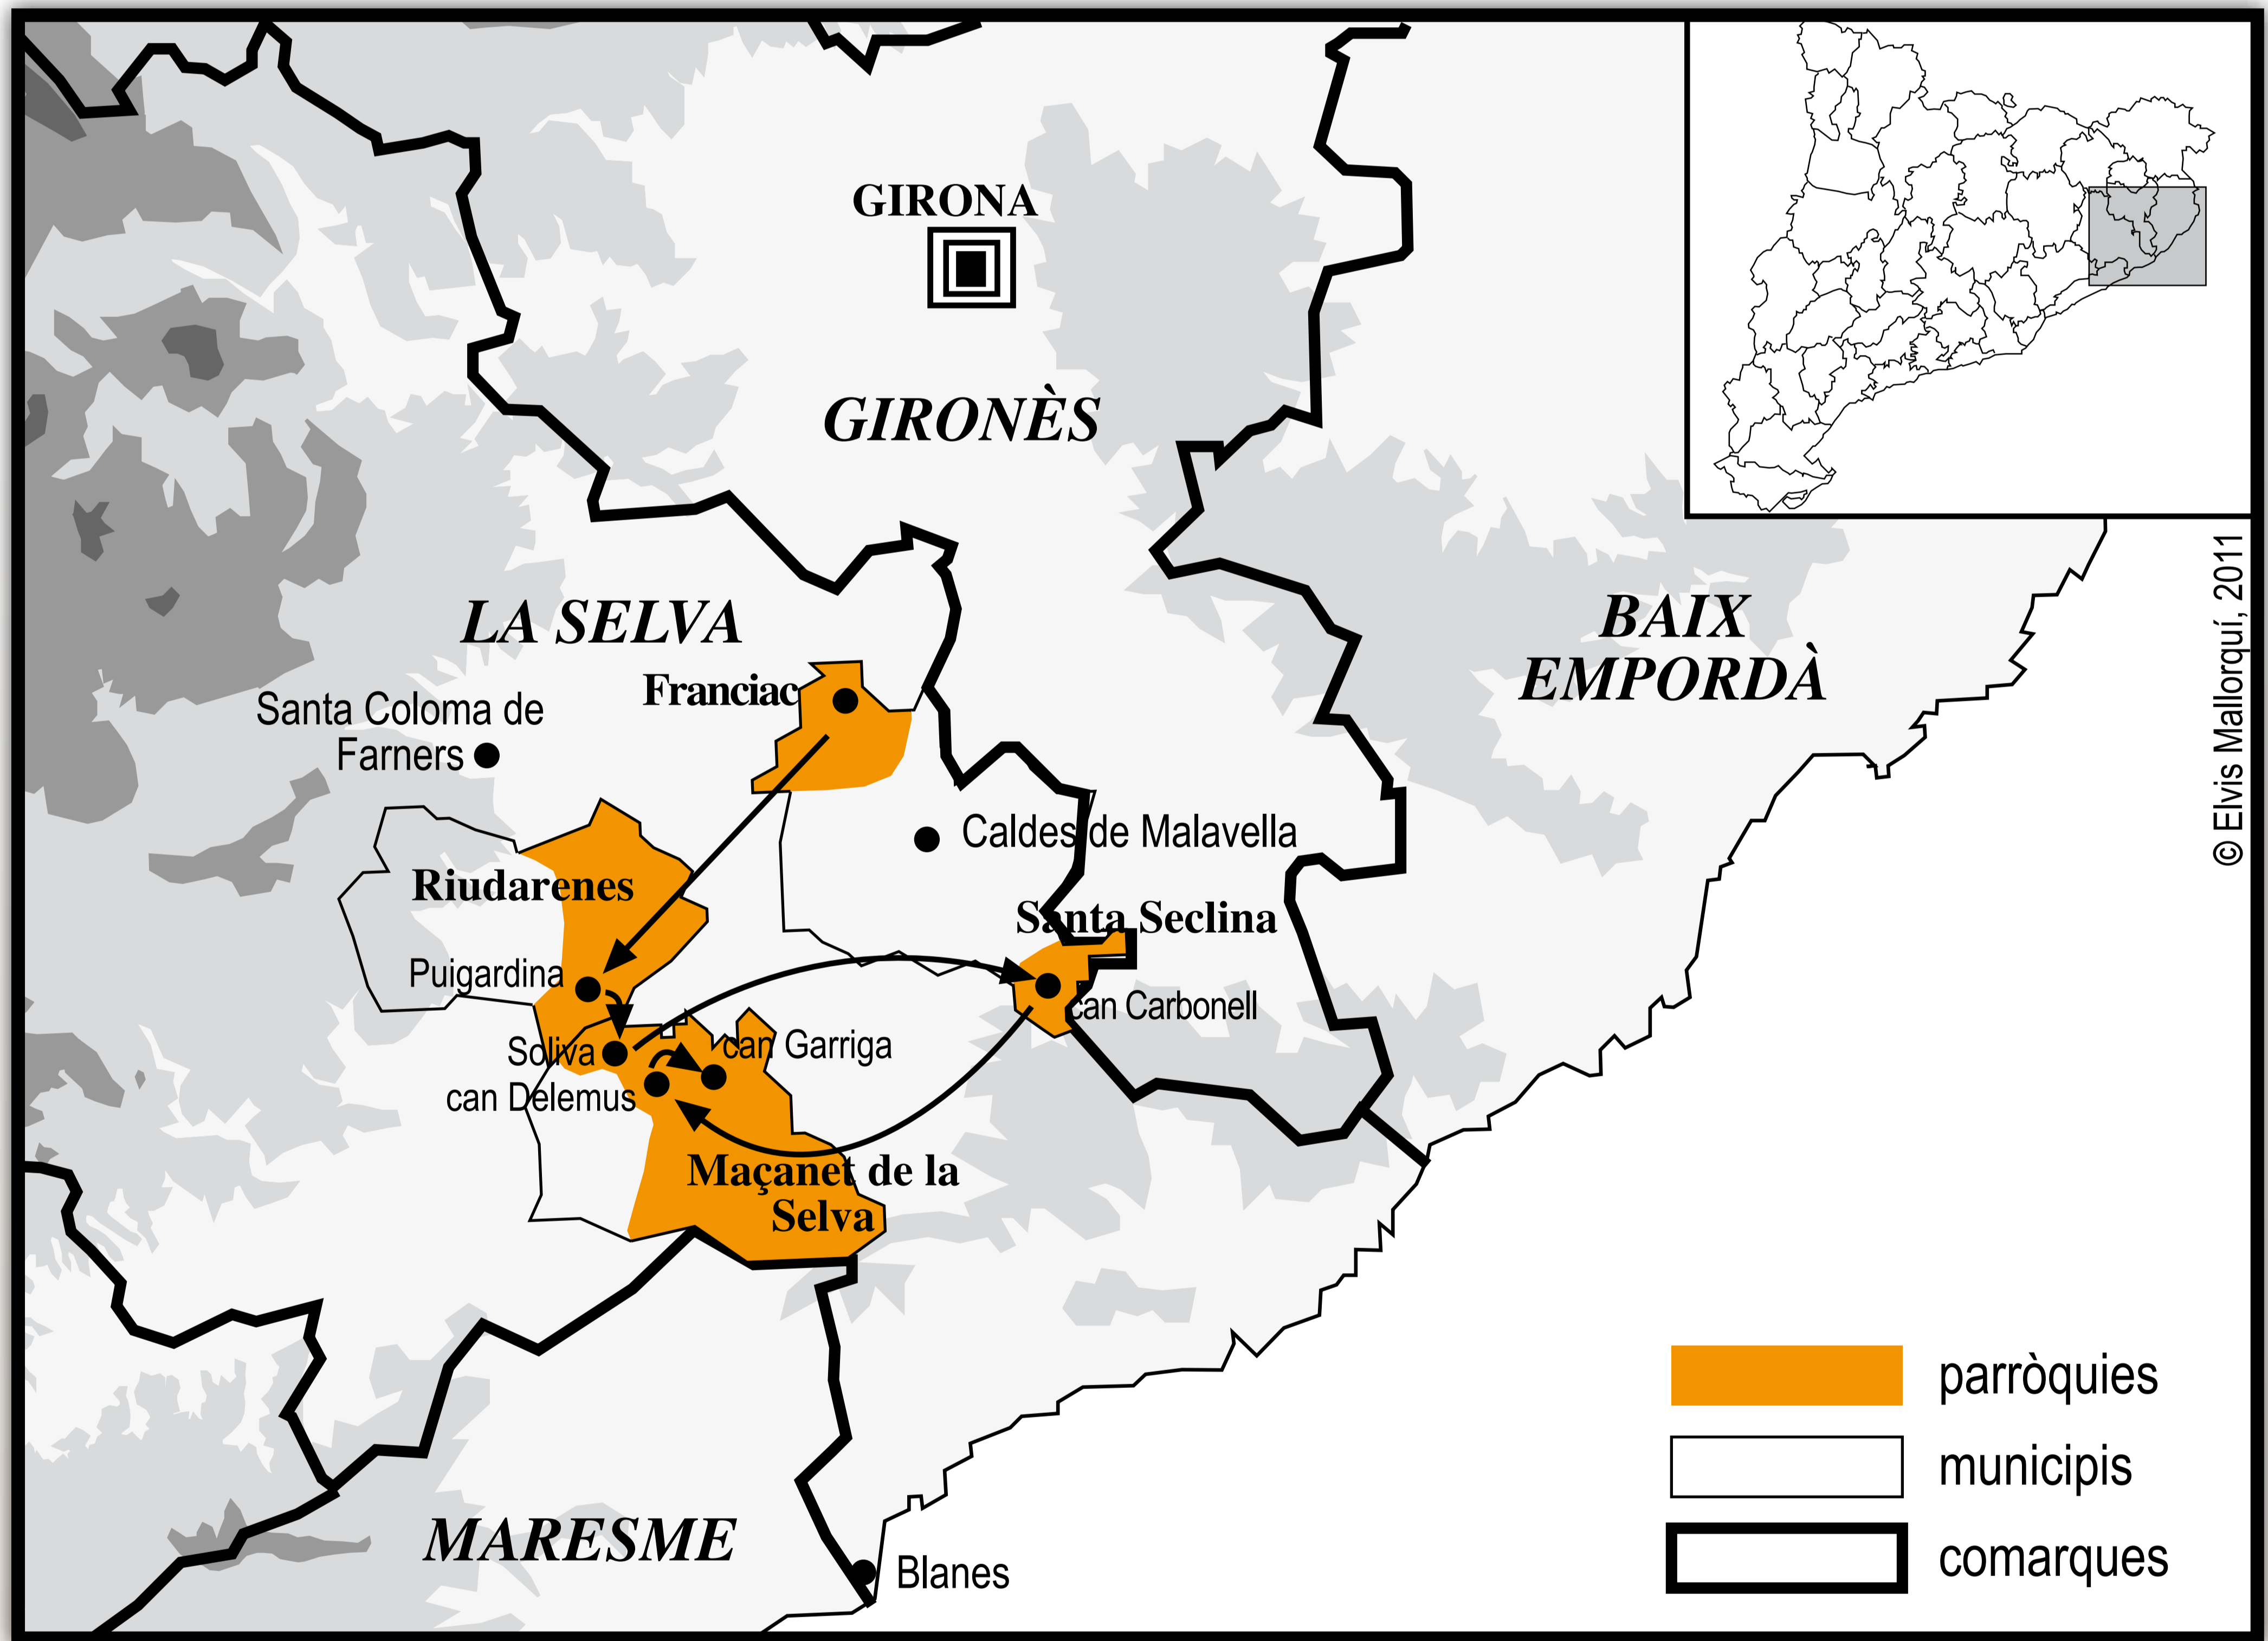 GIRONA
GIRONÈS
LA SELVA
BAIX
EMPORDÀ
Franciac
Santa Coloma de
Farners
Caldes de Malavella
Riudarenes
Santa Seclina
Puigardina
can Carbonell
Soliva
can Garriga
can Delemus
Maçanet de la
Selva
MARESME
Blanes
parròquies
municipis
comarques
© Elvis Mallorquí, 2011